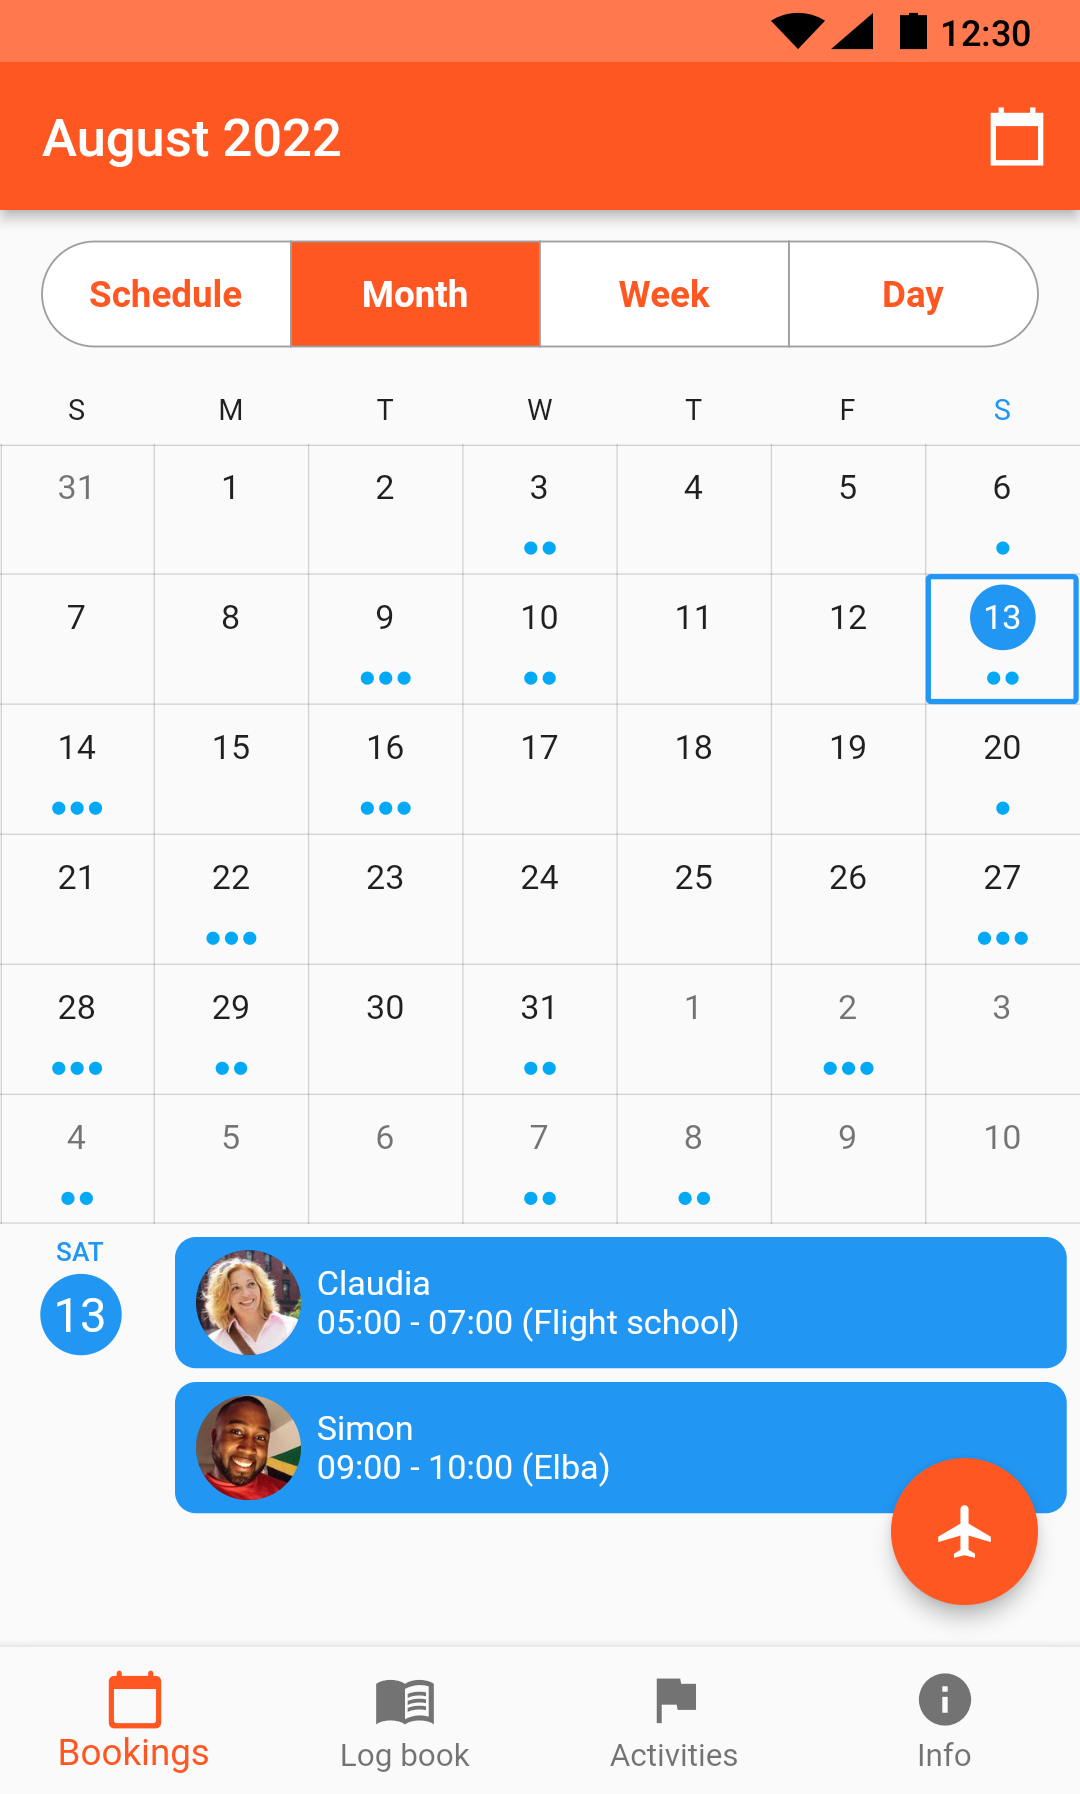 12:30
August 2022
Schedule Month Week Day
S M T W T F S
31 1 2 3 4 5 6
7 8 9 10 11 12 13
14 15 16 17 18 19 20
21 22 23 24 25 26 27
28 29 30 31 1 2 3
4 5 6 7 8 9 10
SAT
13
Claudia
05:00 - 07:00 (Flight school)
Simon
09:00 - 10:00 (Elba)
Bookings Log book Activities Info